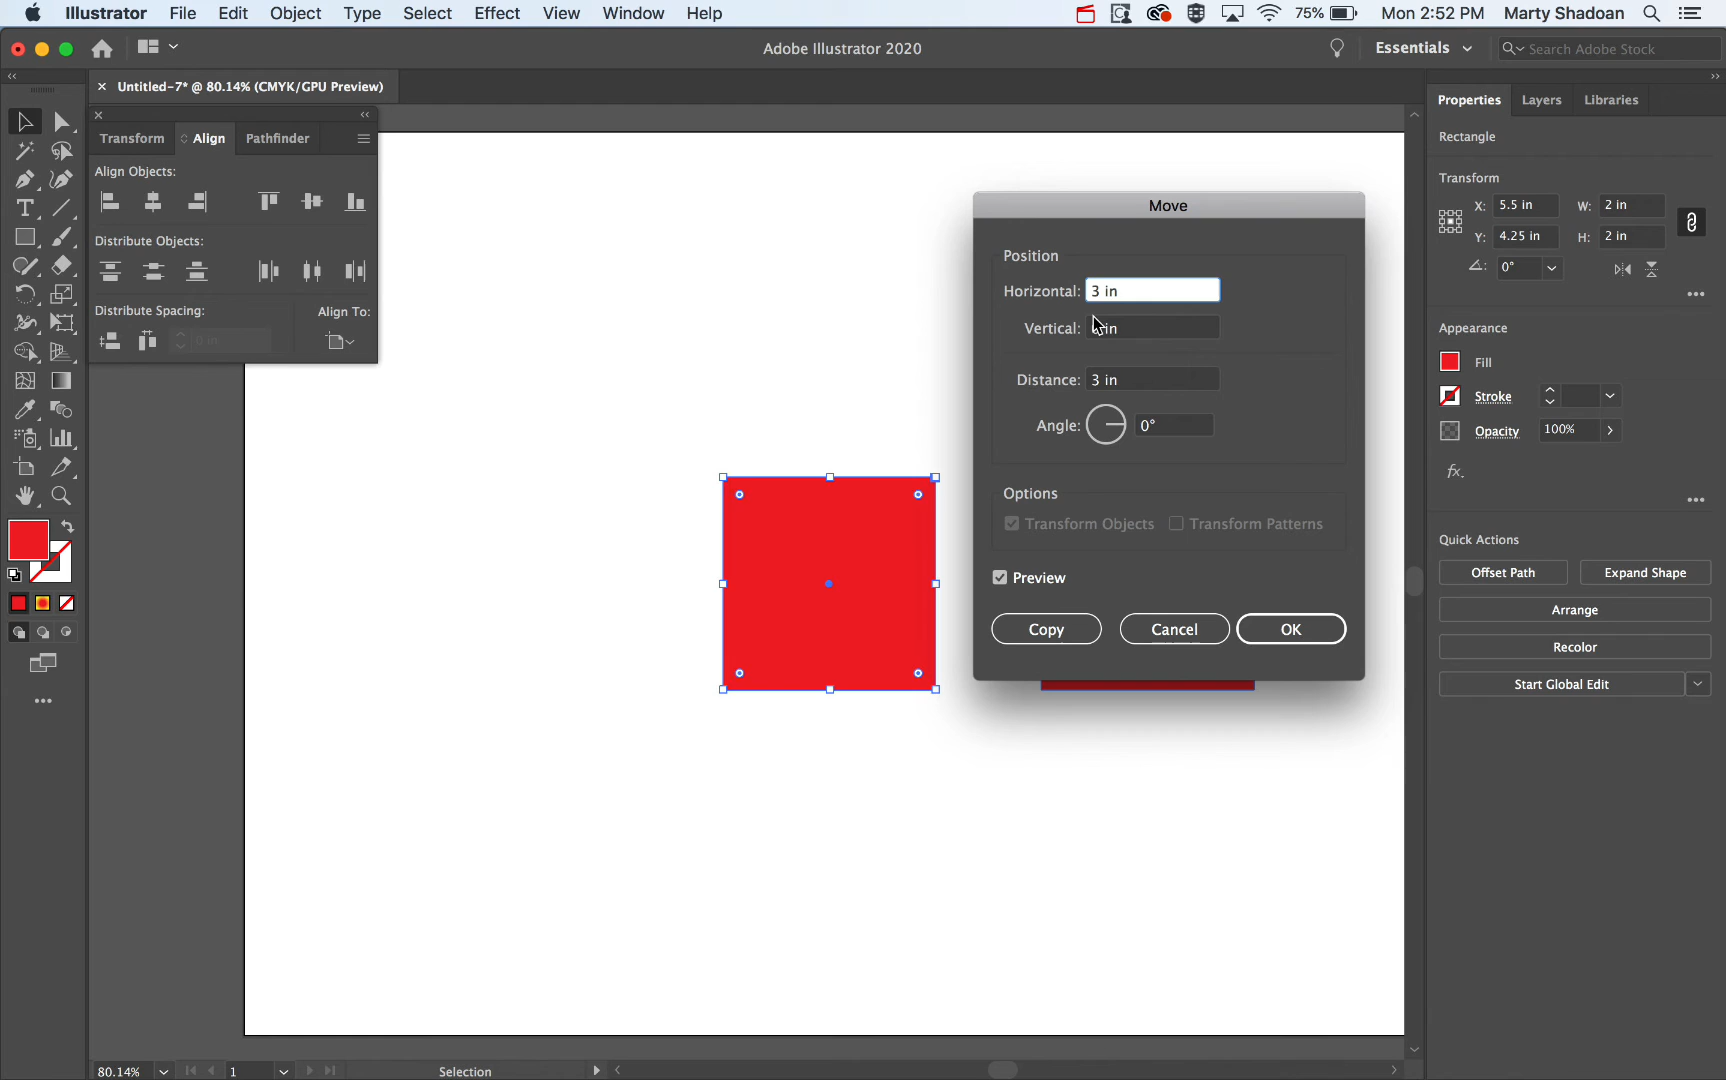 Illustrator File Edit Object Type Select Effect View Window Help 75% Mon 2:52 PM Marty Shadoan
Adobe Illustrator 2020 Essentials Search Adobe Stock
Untitled-7* @ 80.14% (CMYK/GPU Preview)
Transform Align Pathfinder
Align Objects:
Distribute Objects:
Distribute Spacing: Align To:
0 in
Move
Position
Horizontal: 3 in
Vertical: in
Distance: 3 in
Angle: 0°
Options
Transform Objects Transform Patterns
Preview
Copy Cancel OK
Properties Layers Libraries
Rectangle
Transform
X: 5.5 in W: 2 in
Y: 4.25 in H: 2 in
0°
Appearance
Fill
Stroke
Opacity 100%
fx.
Quick Actions
Offset Path Expand Shape
Arrange
Recolor
Start Global Edit
80.14% 1 Selection